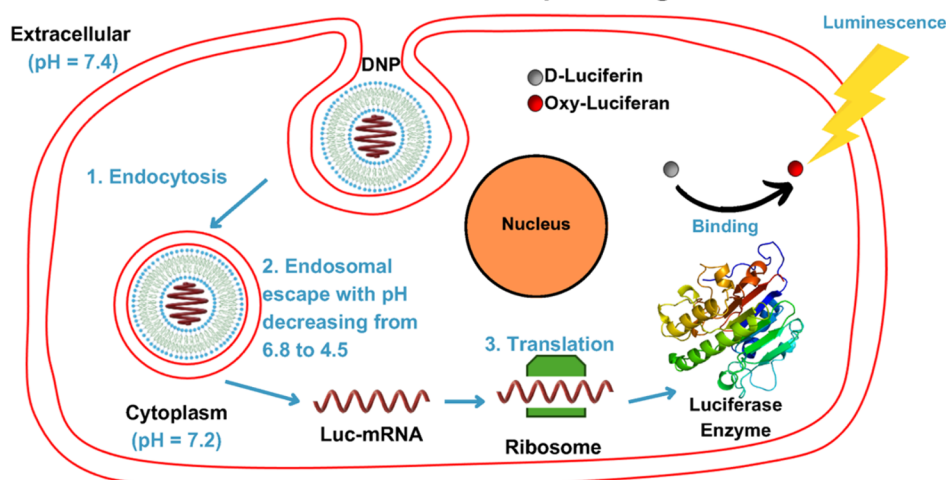 Luminescence
Extracellular
(pH = 7.4)
DNP
D-Luciferin
Oxy-Luciferan
1. Endocytosis
Nucleus
Binding
2. Endosomal
escape with pH
decreasing from
6.8 to 4.5
3. Translation
Cytoplasm
(pH = 7.2)
Luc-mRNA
Ribosome
Luciferase
Enzyme